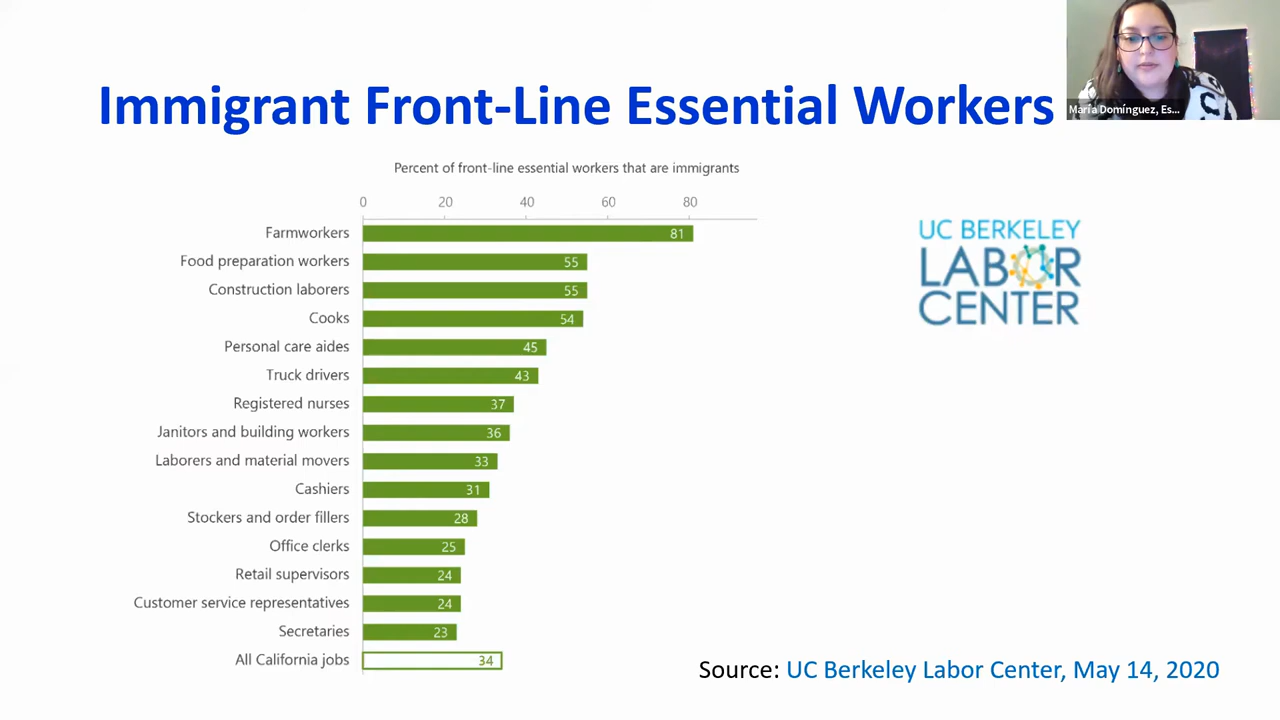 Immigrant Front-Line Essential Workers
María Domínguez, Es...
Percent of front-line essential workers that are immigrants
0 20 40 60 80
Farmworkers 81
Food preparation workers 55
Construction laborers 55
Cooks 54
Personal care aides 45
Truck drivers 43
Registered nurses 37
Janitors and building workers 36
Laborers and material movers 33
Cashiers 31
Stockers and order fillers 28
Office clerks 25
Retail supervisors 24
Customer service representatives 24
Secretaries 23
All California jobs 34
UC BERKELEY
LABOR
CENTER
Source: UC Berkeley Labor Center, May 14, 2020